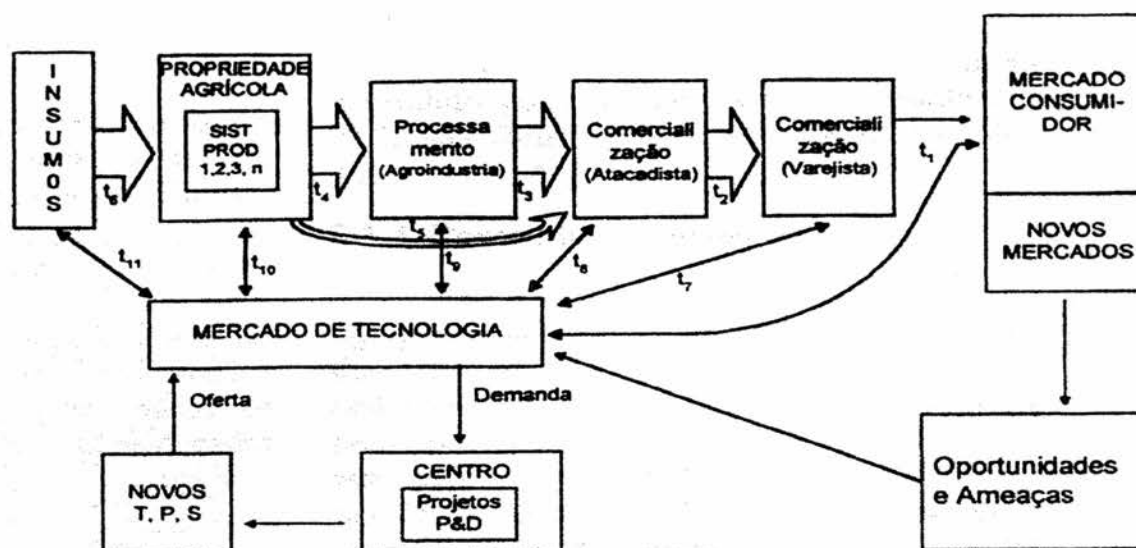 I
N
S
U
M
O
S
PROPRIEDADE
AGRÍCOLA
SIST
PROD
1,2,3, n
Processa
mento
(Agroindustria)
Comerciali
zação
(Atacadista)
Comerciali
zação
(Varejista)
MERCADO
CONSUMI-
DOR
NOVOS
MERCADOS
t₆
t₄
t₃
t₂
t₁
t₅
t₁₁
t₁₀
t₉
t₈
t₇
MERCADO DE TECNOLOGIA
Oferta
Demanda
NOVOS
T, P, S
CENTRO
Projetos
P&D
Oportunidades
e Ameaças